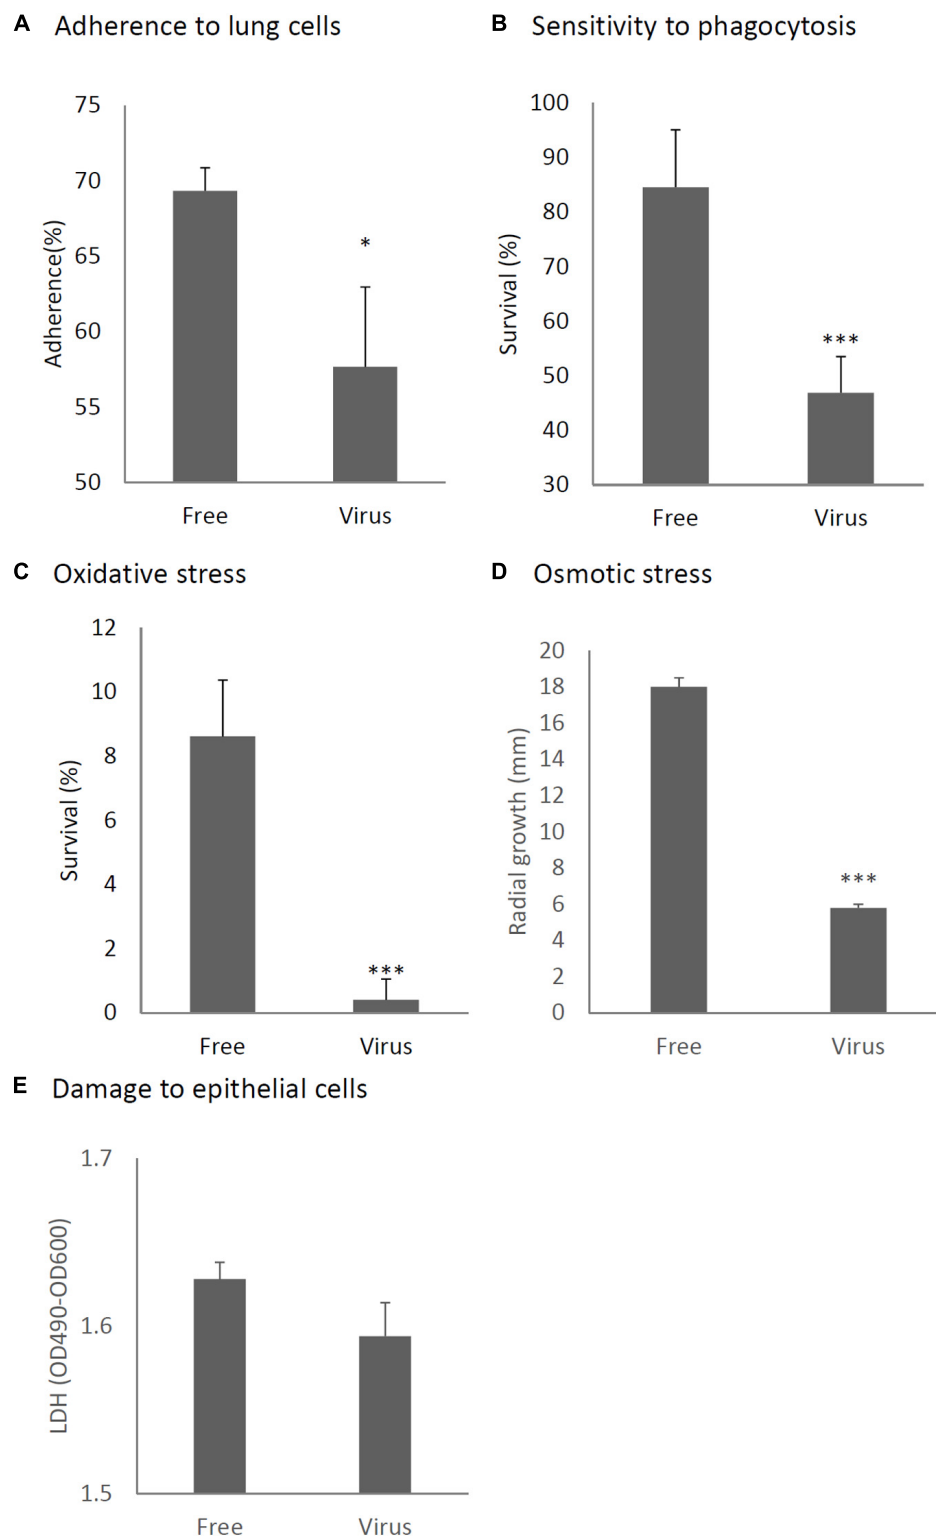 A Adherence to lung cells
75
70
65
60
55
50
Adherence(%)
*
Free Virus
B Sensitivity to phagocytosis
100
90
80
70
60
50
40
30
Survival (%)
***
Free Virus
C Oxidative stress
12
10
8
6
4
2
0
Survival (%)
***
Free Virus
D Osmotic stress
20
18
16
14
12
10
8
6
4
2
0
Radial growth (mm)
***
Free Virus
E Damage to epithelial cells
1.7
1.6
1.5
LDH (OD490-OD600)
Free Virus